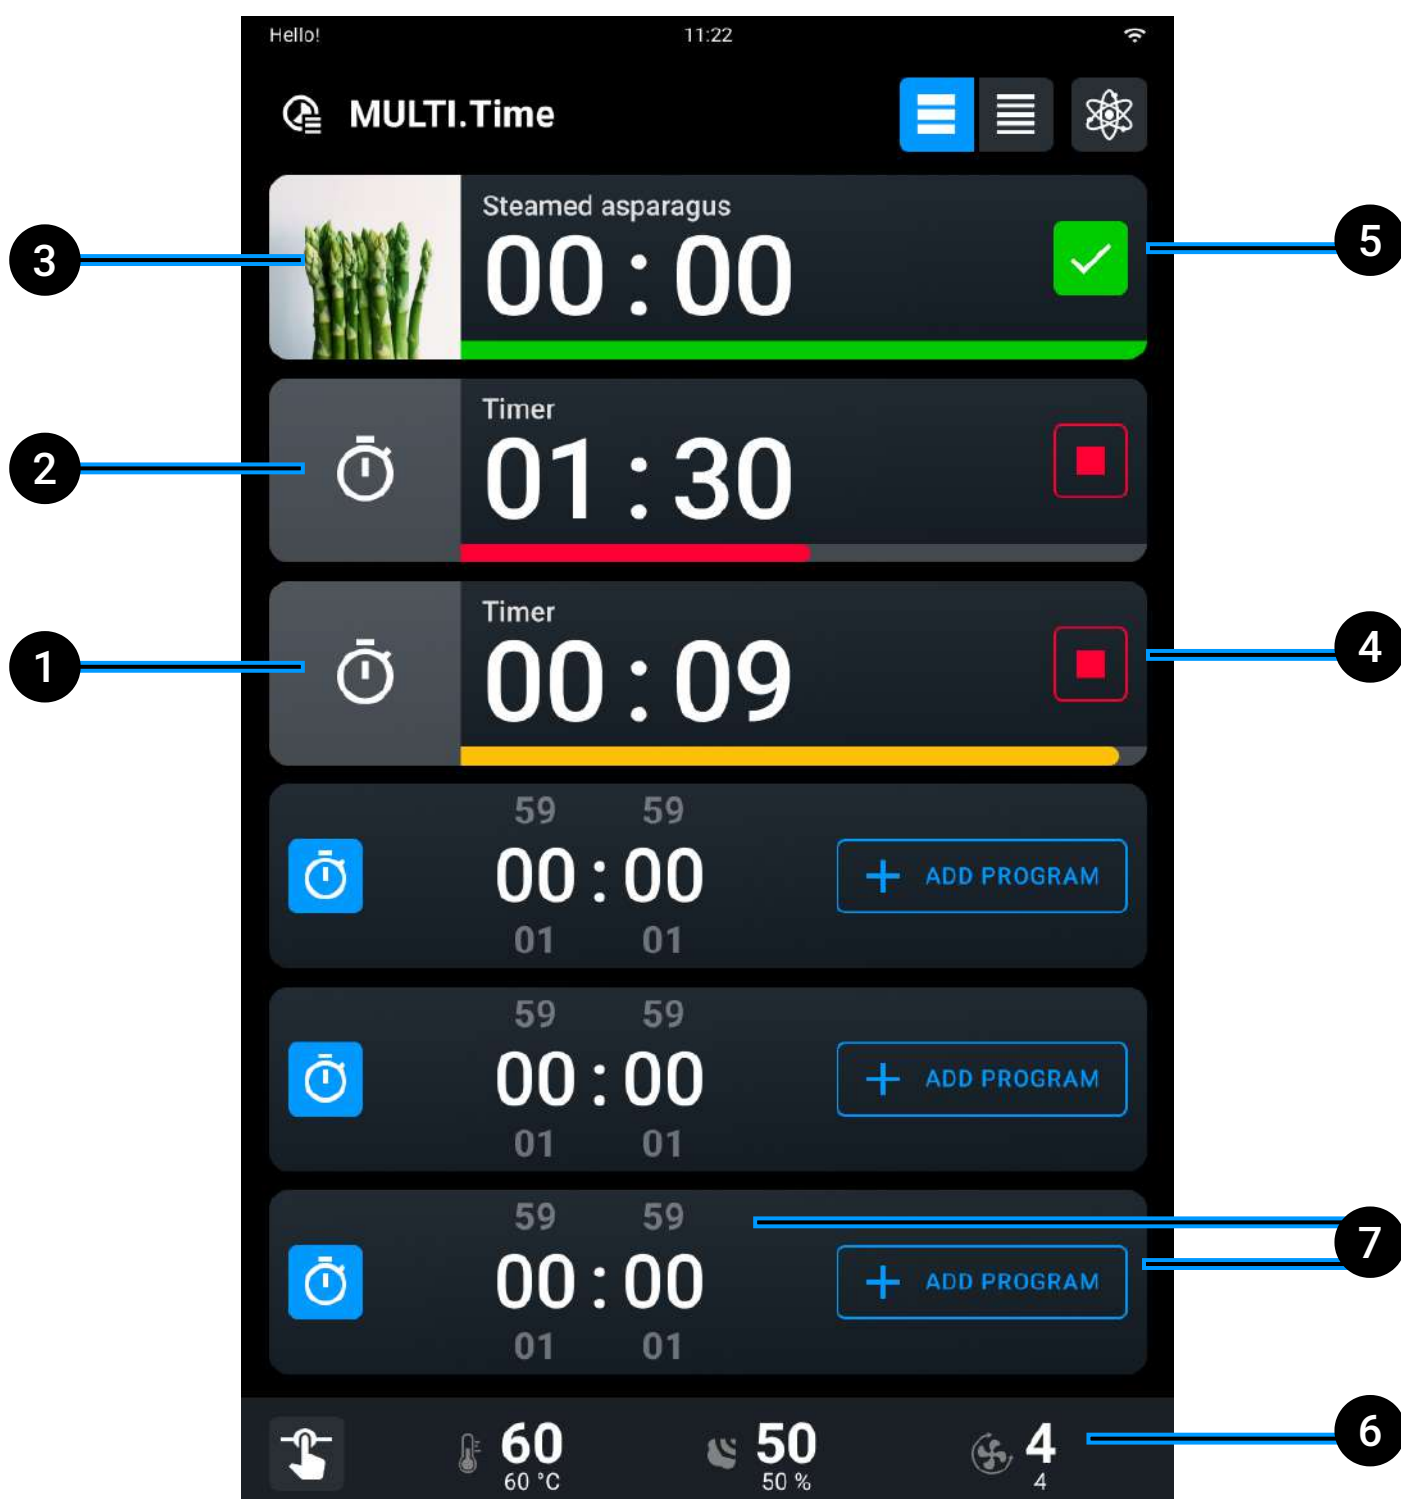 Hello! 11:22
MULTI.Time
Steamed asparagus
00:00
3
5
Timer
01:30
2
Timer
00:09
1
4
59 59
00:00
+ ADD PROGRAM
01 01
59 59
00:00
+ ADD PROGRAM
01 01
59 59
00:00
+ ADD PROGRAM
01 01
7
60 50 4
60 °C 50 % 4
6